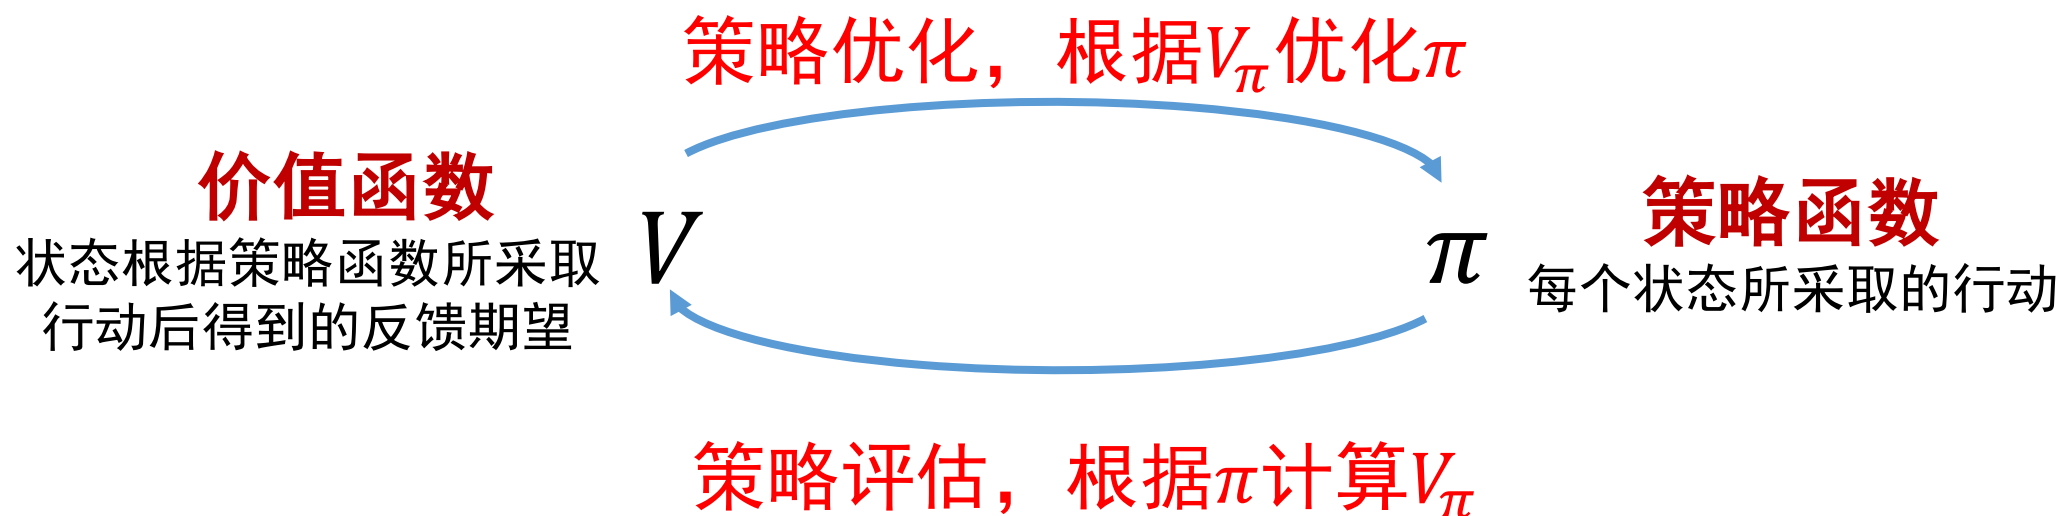 策略优化，根据Vπ优化π
价值函数
状态根据策略函数所采取
行动后得到的反馈期望
V
π
策略函数
每个状态所采取的行动
策略评估，根据π计算Vπ